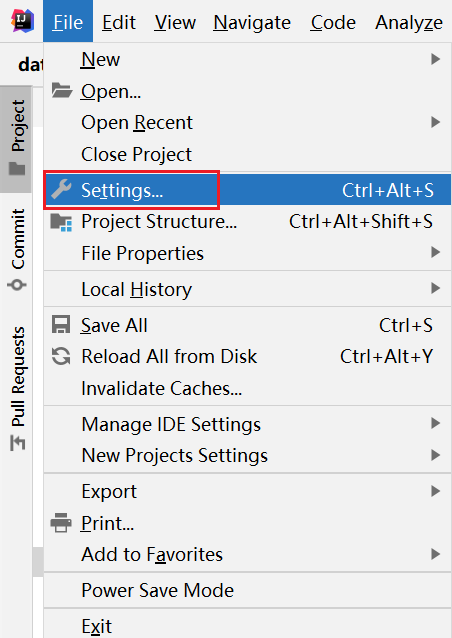 File Edit View Navigate Code Analyze
dat
Project
Commit
Pull Requests
New
Open...
Open Recent
Close Project
Settings... Ctrl+Alt+S
Project Structure... Ctrl+Alt+Shift+S
File Properties
Local History
Save All Ctrl+S
Reload All from Disk Ctrl+Alt+Y
Invalidate Caches...
Manage IDE Settings
New Projects Settings
Export
Print...
Add to Favorites
Power Save Mode
Exit